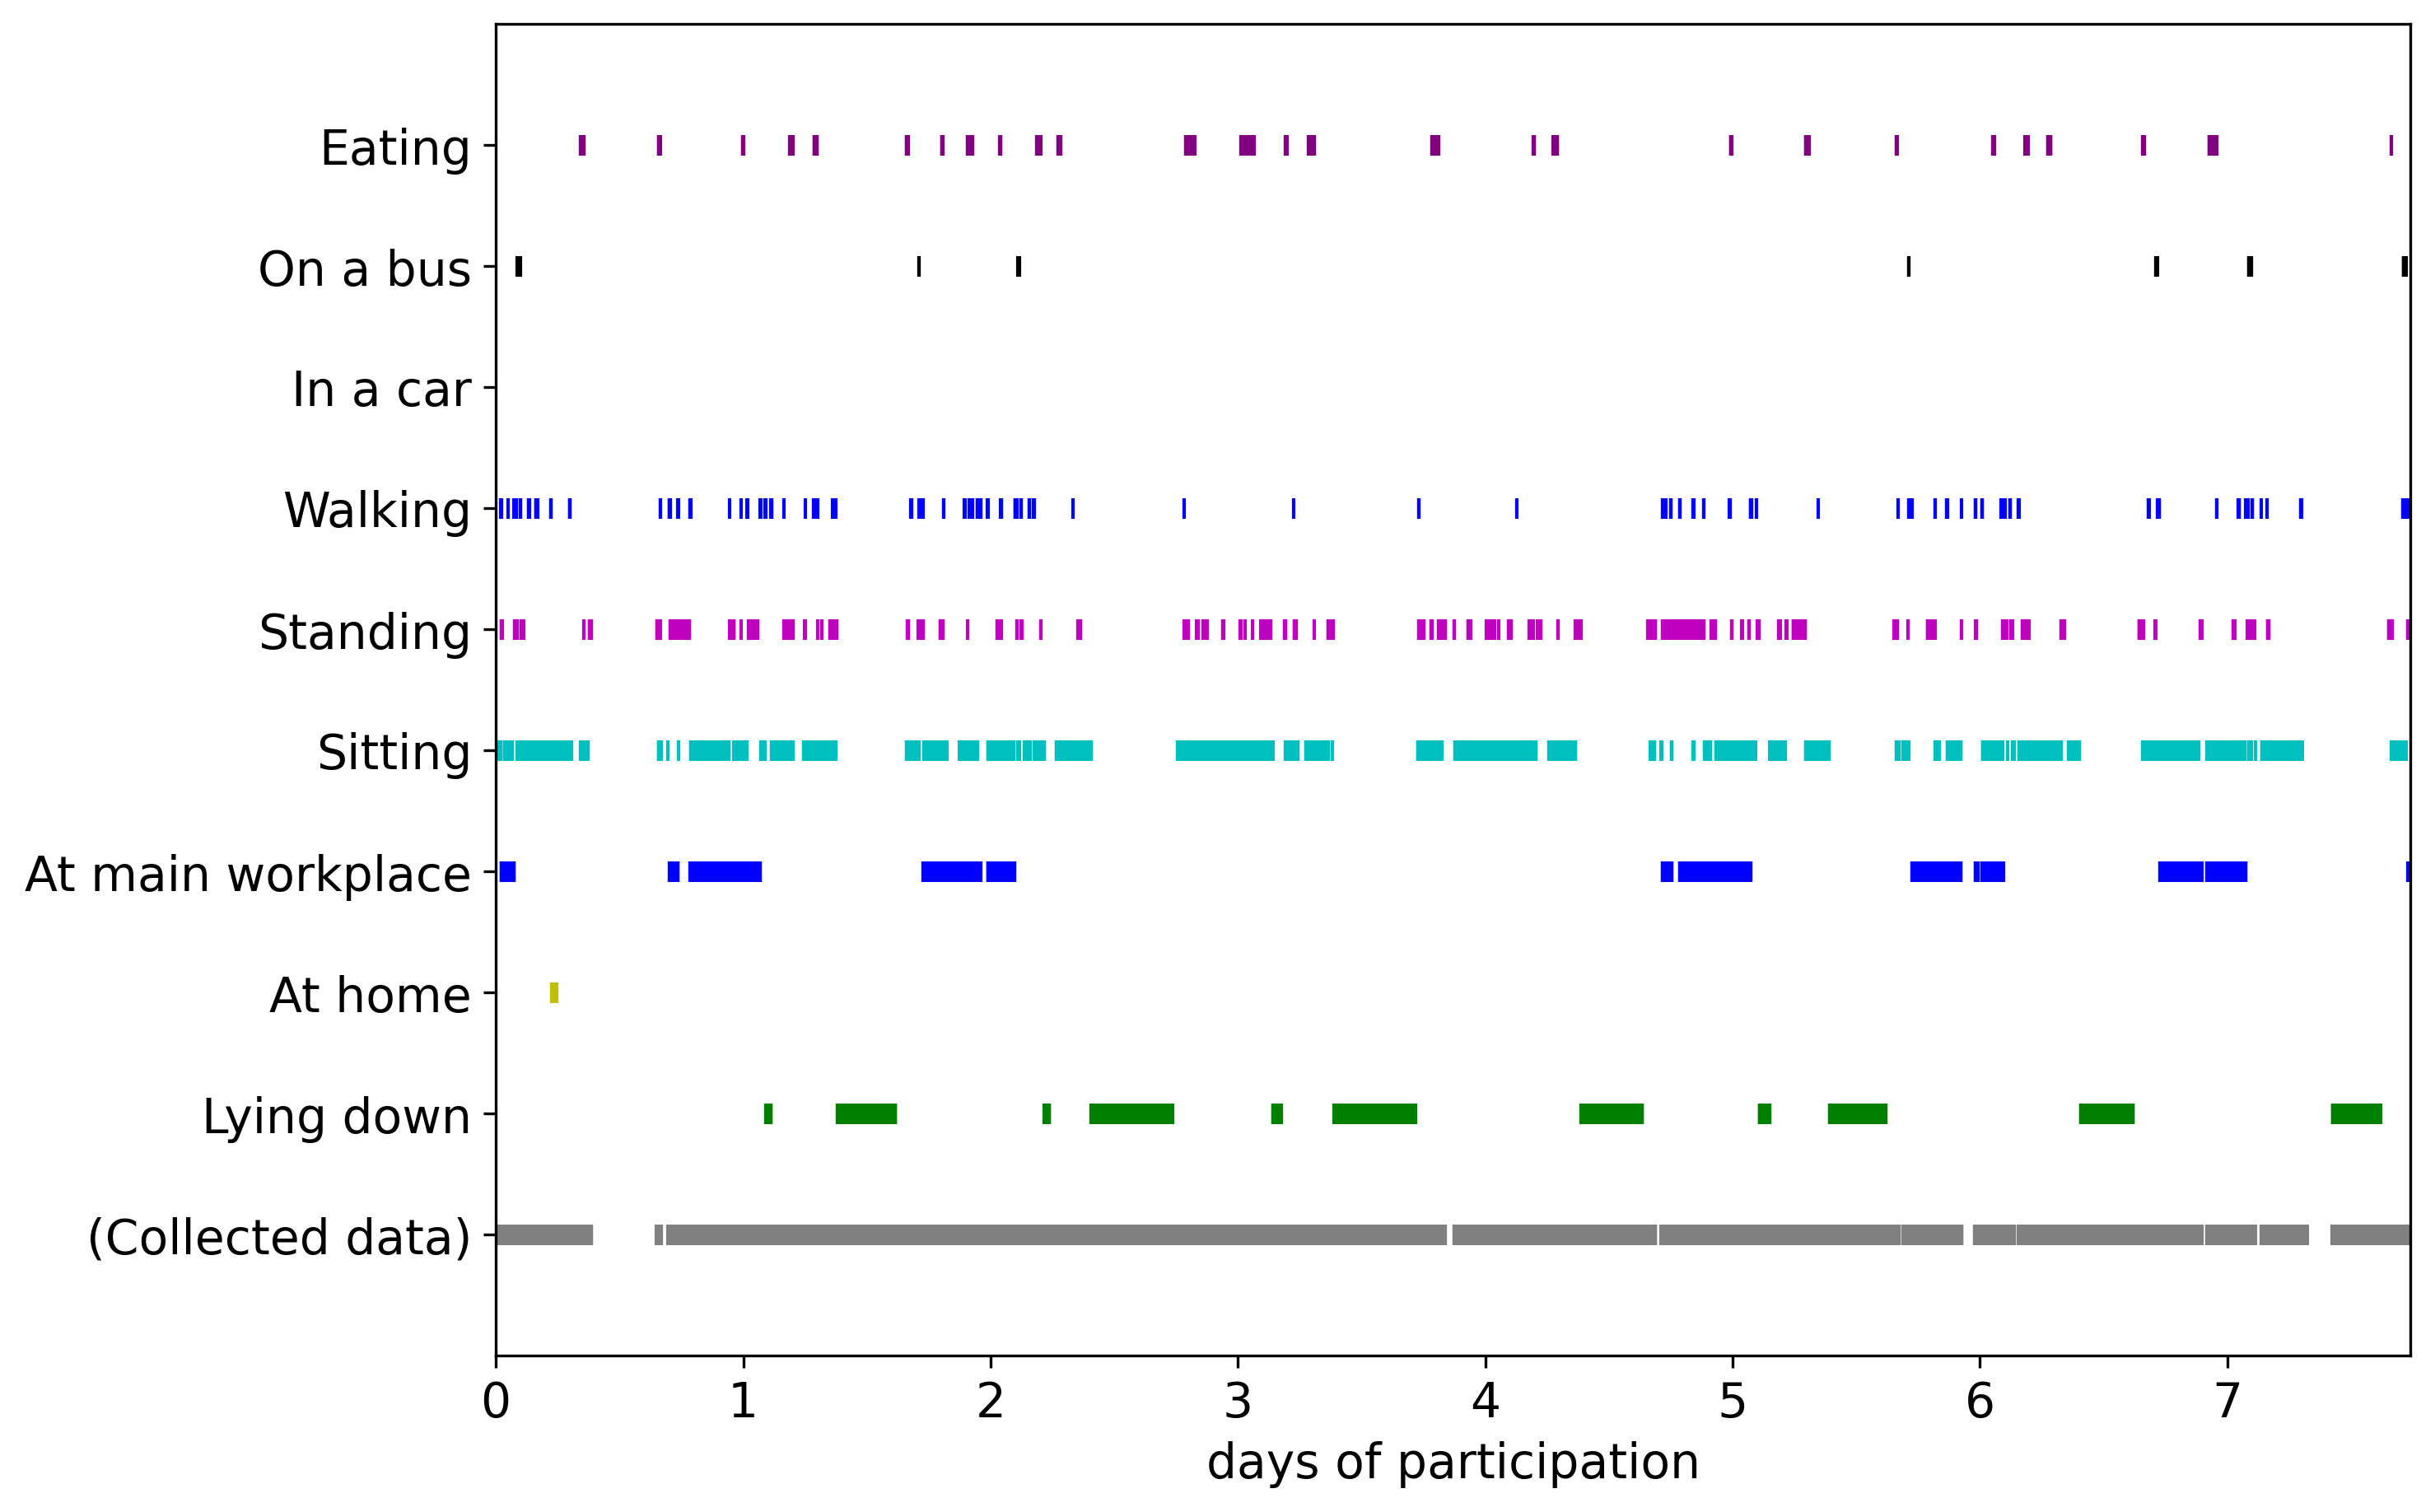 Eating
On a bus
In a car
Walking
Standing
Sitting
At main workplace
At home
Lying down
(Collected data)
0 1 2 3 4 5 6 7
days of participation